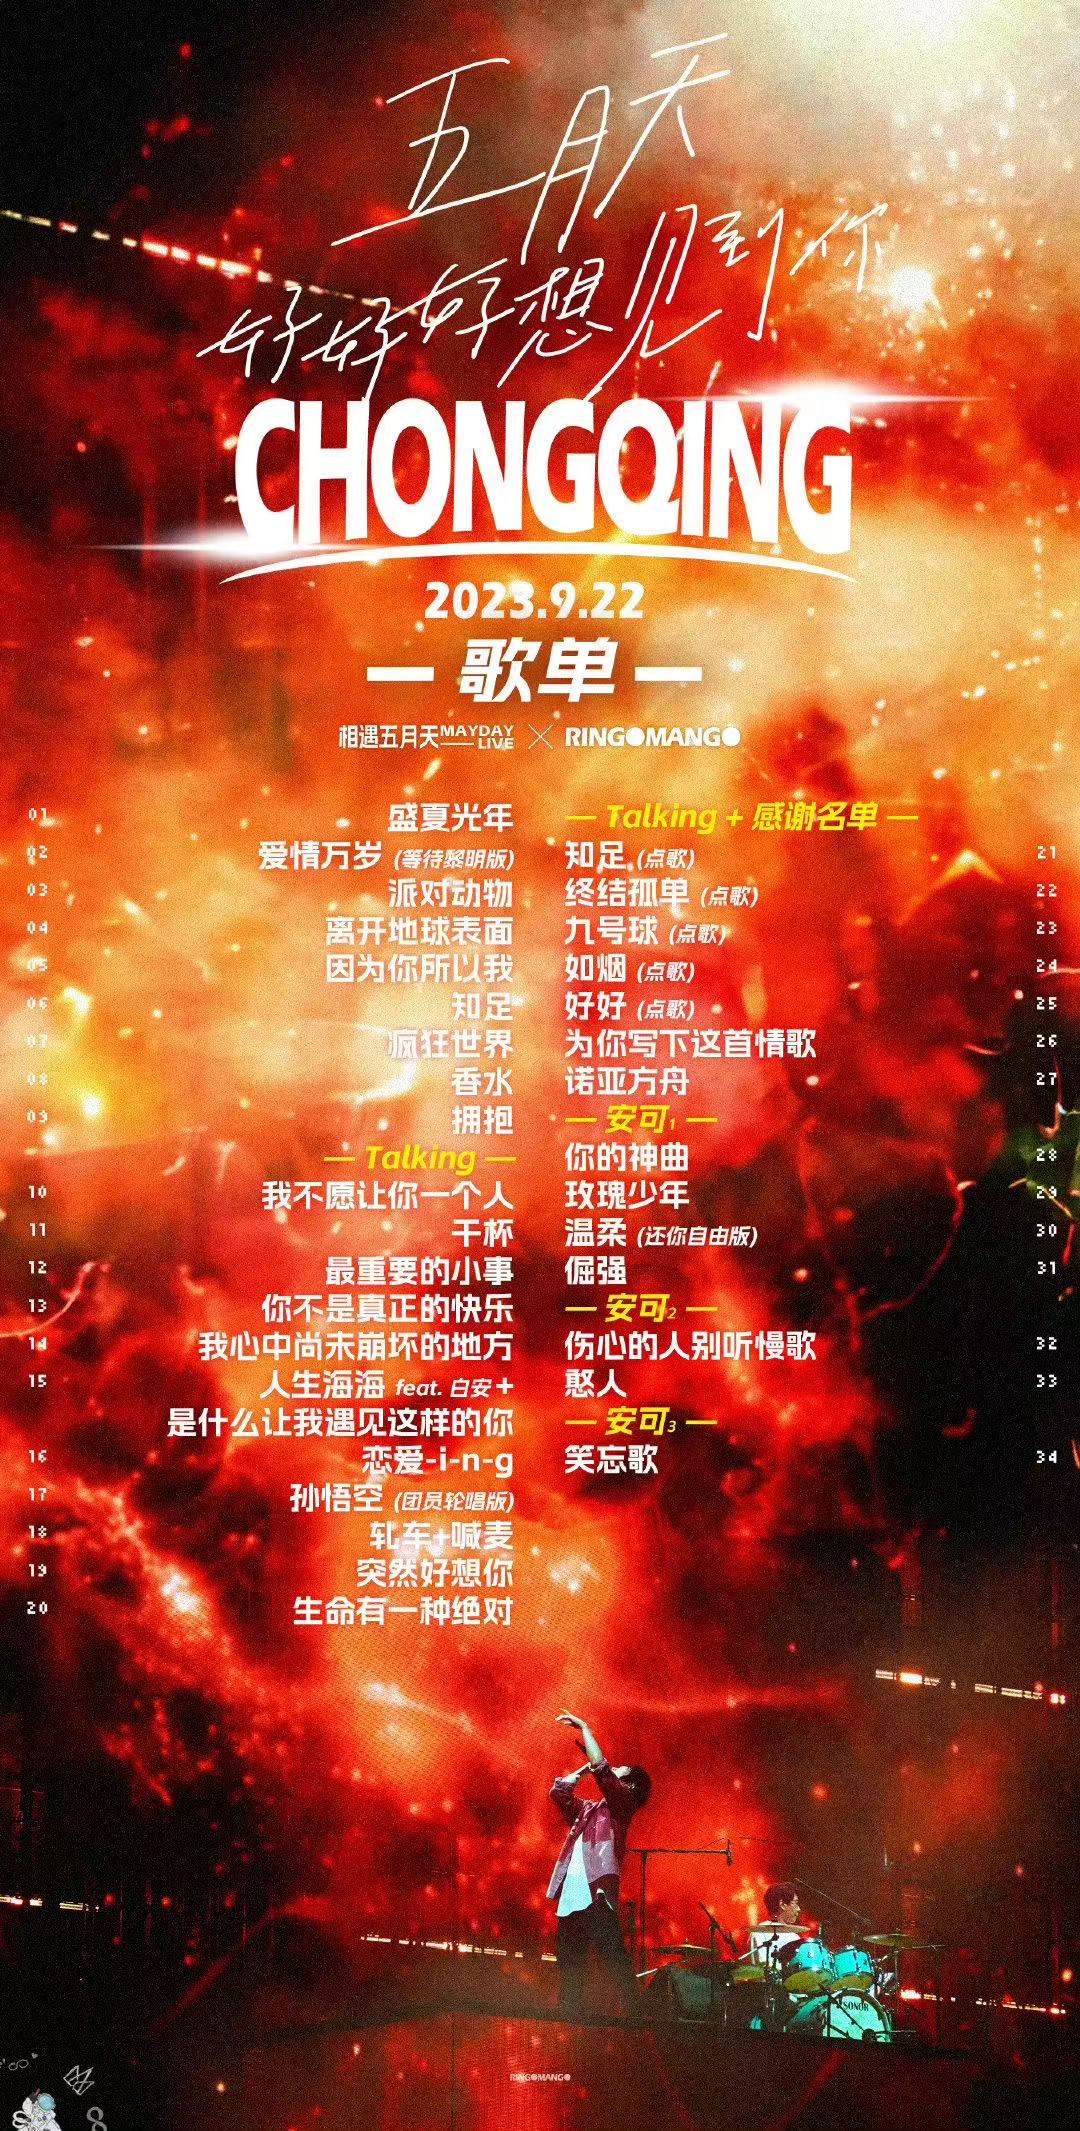 五月天
好好好想见到你
CHONGQING
2023.9.22
— 歌单 —
相遇五月天 MAYDAY LIVE × RINGOMANGO
01 盛夏光年
02 爱情万岁 (等待黎明版)
03 派对动物
04 离开地球表面
05 因为你所以我
06 知足
07 疯狂世界
08 香水
09 拥抱
— Talking —
10 我不愿让你一个人
11 干杯
12 最重要的小事
13 你不是真正的快乐
14 我心中尚未崩坏的地方
15 人生海海 feat. 白安 +
是什么让我遇见这样的你
16 恋爱-i-n-g
17 孙悟空 (团员轮唱版)
18 轧车+喊麦
19 突然好想你
20 生命有一种绝对
— Talking + 感谢名单 —
知足 (点歌) 21
终结孤单 (点歌) 22
九号球 (点歌) 23
如烟 (点歌) 24
好好 (点歌) 25
为你写下这首情歌 26
诺亚方舟 27
— 安可1 —
你的神曲 28
玫瑰少年 29
温柔 (还你自由版) 30
倔强 31
— 安可2 —
伤心的人别听慢歌 32
憨人 33
— 安可3 —
笑忘歌 34
SONOR
RINGOMANGO
8